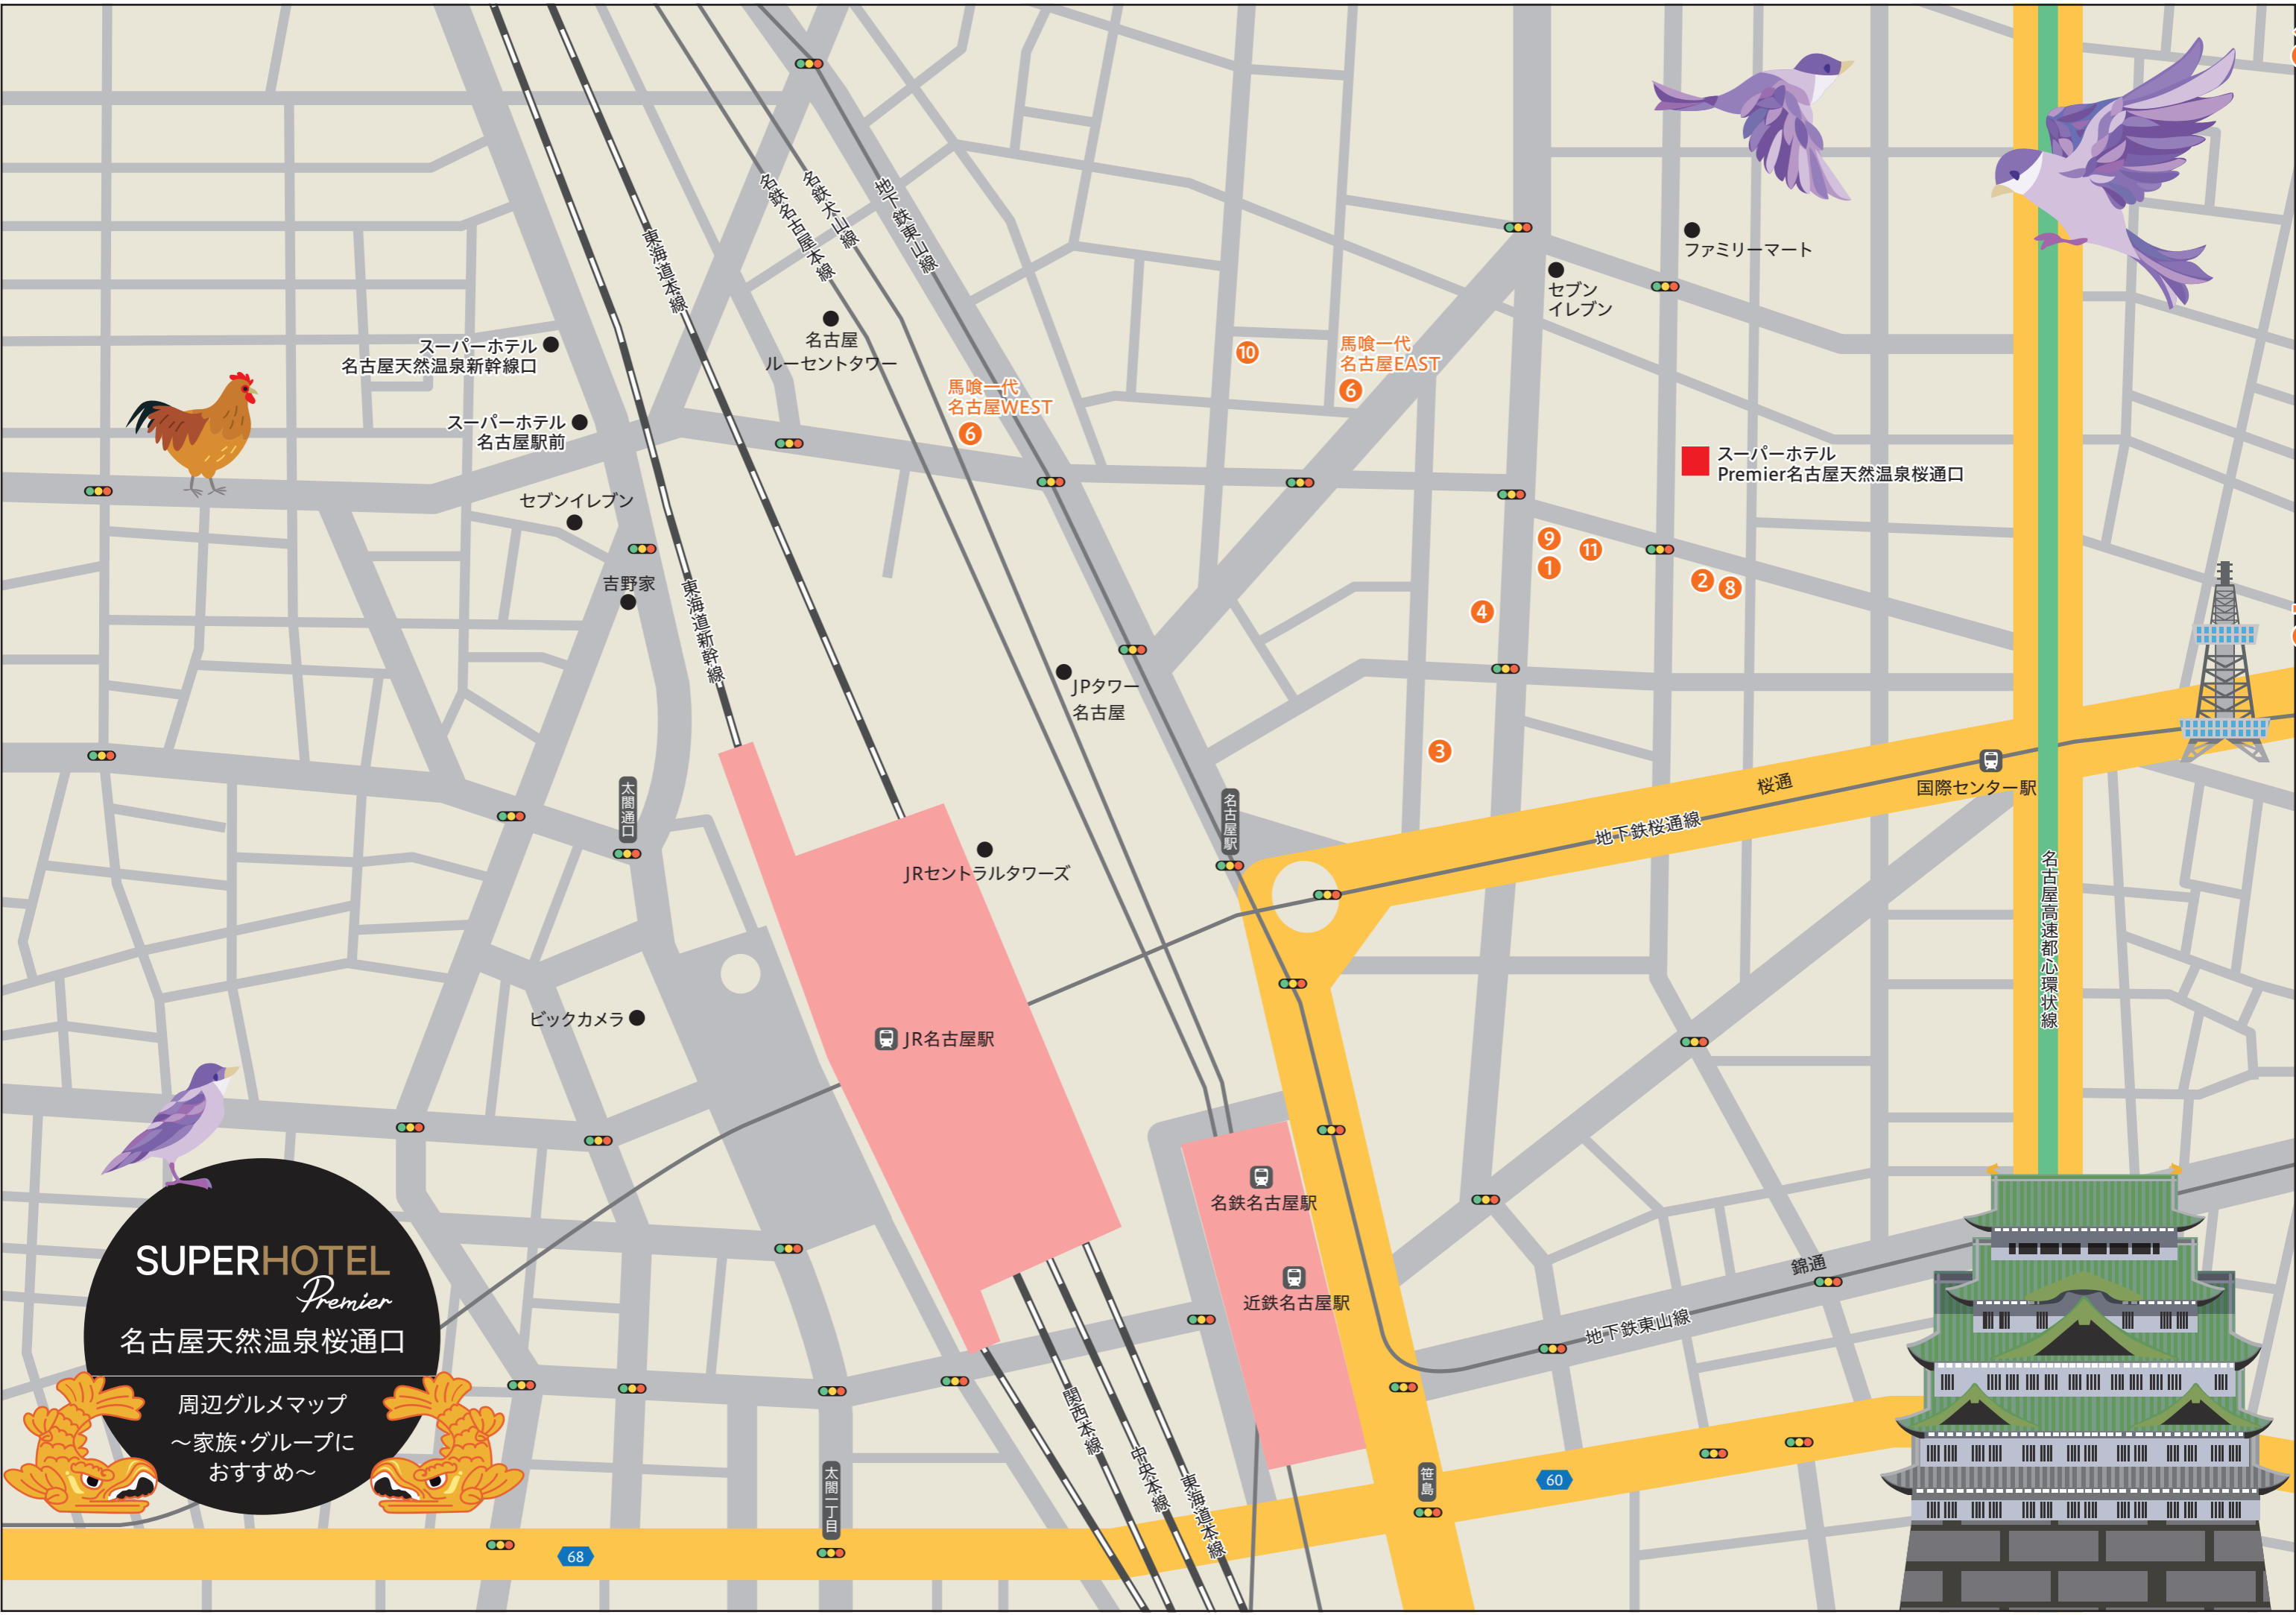 東海道本線
名鉄名古屋本線
名鉄犬山線
地下鉄東山線
ファミリーマート
セブン
イレブン
名古屋
ルーセントタワー
スーパーホテル
名古屋天然温泉新幹線口
馬喰一代
名古屋EAST
6
10
馬喰一代
名古屋WEST
6
スーパーホテル
名古屋駅前
スーパーホテル
Premier名古屋天然温泉桜通口
セブンイレブン
9
11
1
2
8
4
吉野家
東海道新幹線
JPタワー
名古屋
3
桜通
国際センター駅
太閤通口
名古屋駅
地下鉄桜通線
JRセントラルタワーズ
名古屋高速都心環状線
ビックカメラ
JR名古屋駅
名鉄名古屋駅
近鉄名古屋駅
錦通
地下鉄東山線
SUPERHOTEL
Premier
名古屋天然温泉桜通口
周辺グルメマップ
～家族・グループに
おすすめ～
関西本線
中央本線
東海道本線
太閤一丁目
笹島
60
68